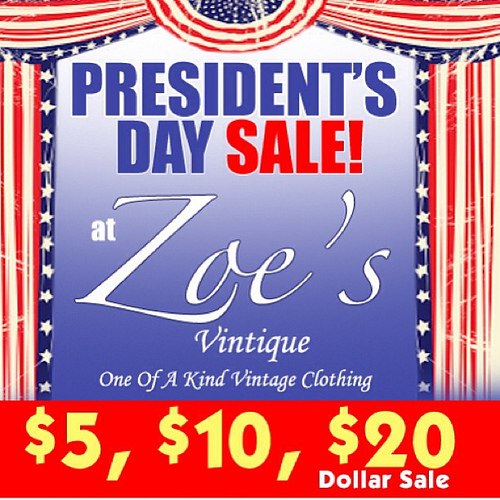 PRESIDENT'S
DAY SALE!
at Zoe's
Vintique
One Of A Kind Vintage Clothing
$5, $10, $20
Dollar Sale